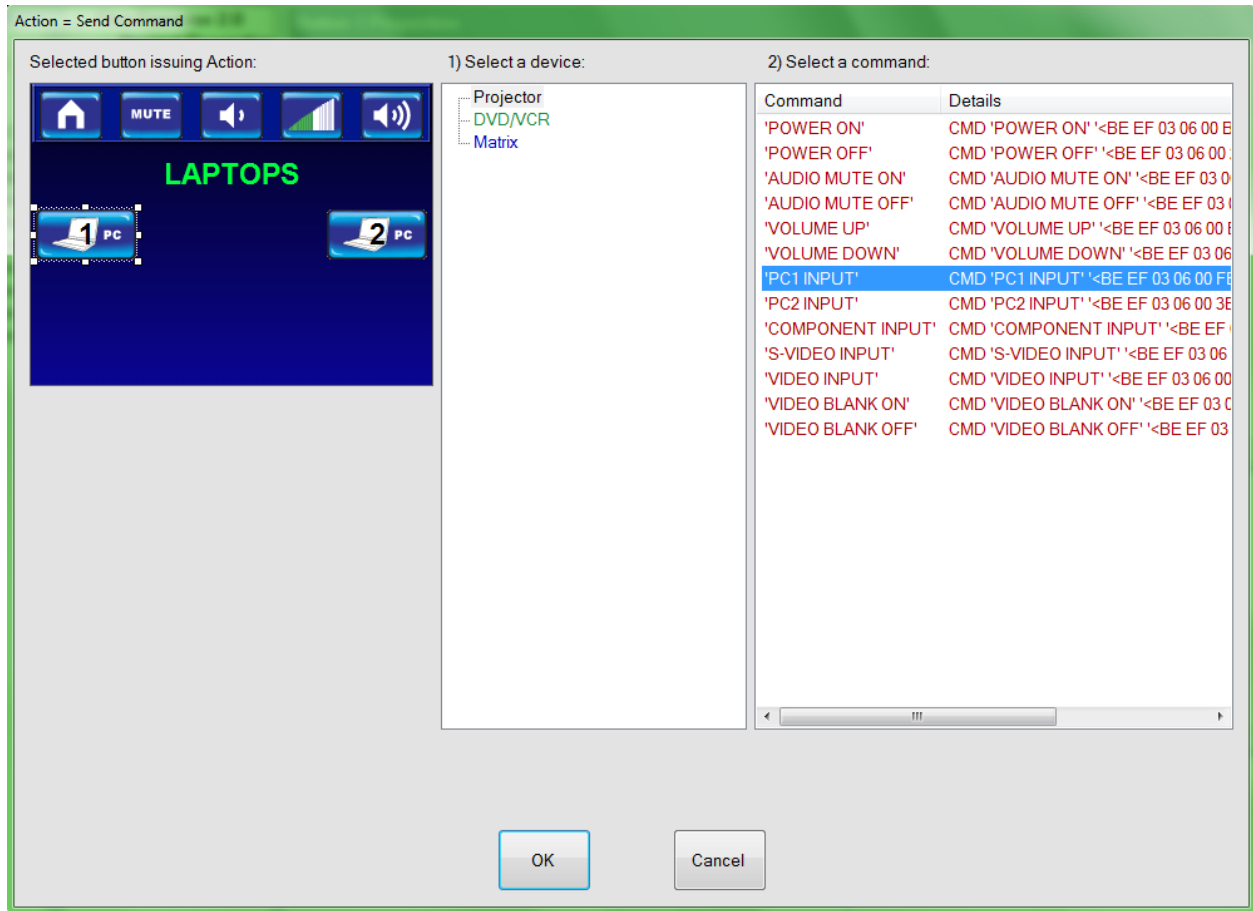 Action = Send Command
Selected button issuing Action:
1) Select a device:
2) Select a command:
MUTE
LAPTOPS
1 PC
2 PC
Projector
DVD/VCR
Matrix
Command Details
'POWER ON' CMD 'POWER ON' '<BE EF 03 06 00 B
'POWER OFF' CMD 'POWER OFF' '<BE EF 03 06 00
'AUDIO MUTE ON' CMD 'AUDIO MUTE ON' '<BE EF 03 0
'AUDIO MUTE OFF' CMD 'AUDIO MUTE OFF' '<BE EF 03
'VOLUME UP' CMD 'VOLUME UP' '<BE EF 03 06 00
'VOLUME DOWN' CMD 'VOLUME DOWN' '<BE EF 03 06
'PC1 INPUT' CMD 'PC1 INPUT' '<BE EF 03 06 00 FE
'PC2 INPUT' CMD 'PC2 INPUT' '<BE EF 03 06 00 3E
'COMPONENT INPUT' CMD 'COMPONENT INPUT' '<BE EF
'S-VIDEO INPUT' CMD 'S-VIDEO INPUT' '<BE EF 03 06
'VIDEO INPUT' CMD 'VIDEO INPUT' '<BE EF 03 06 00
'VIDEO BLANK ON' CMD 'VIDEO BLANK ON' '<BE EF 03
'VIDEO BLANK OFF' CMD 'VIDEO BLANK OFF' '<BE EF 03
OK
Cancel